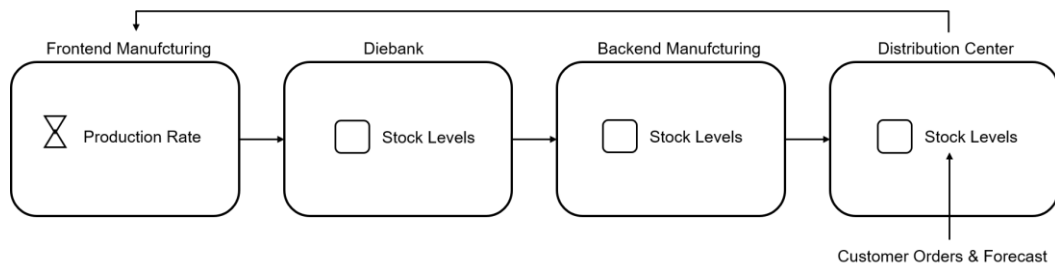 Frontend Manufcturing
Diebank
Backend Manufcturing
Distribution Center
Production Rate
Stock Levels
Stock Levels
Stock Levels
Customer Orders & Forecast